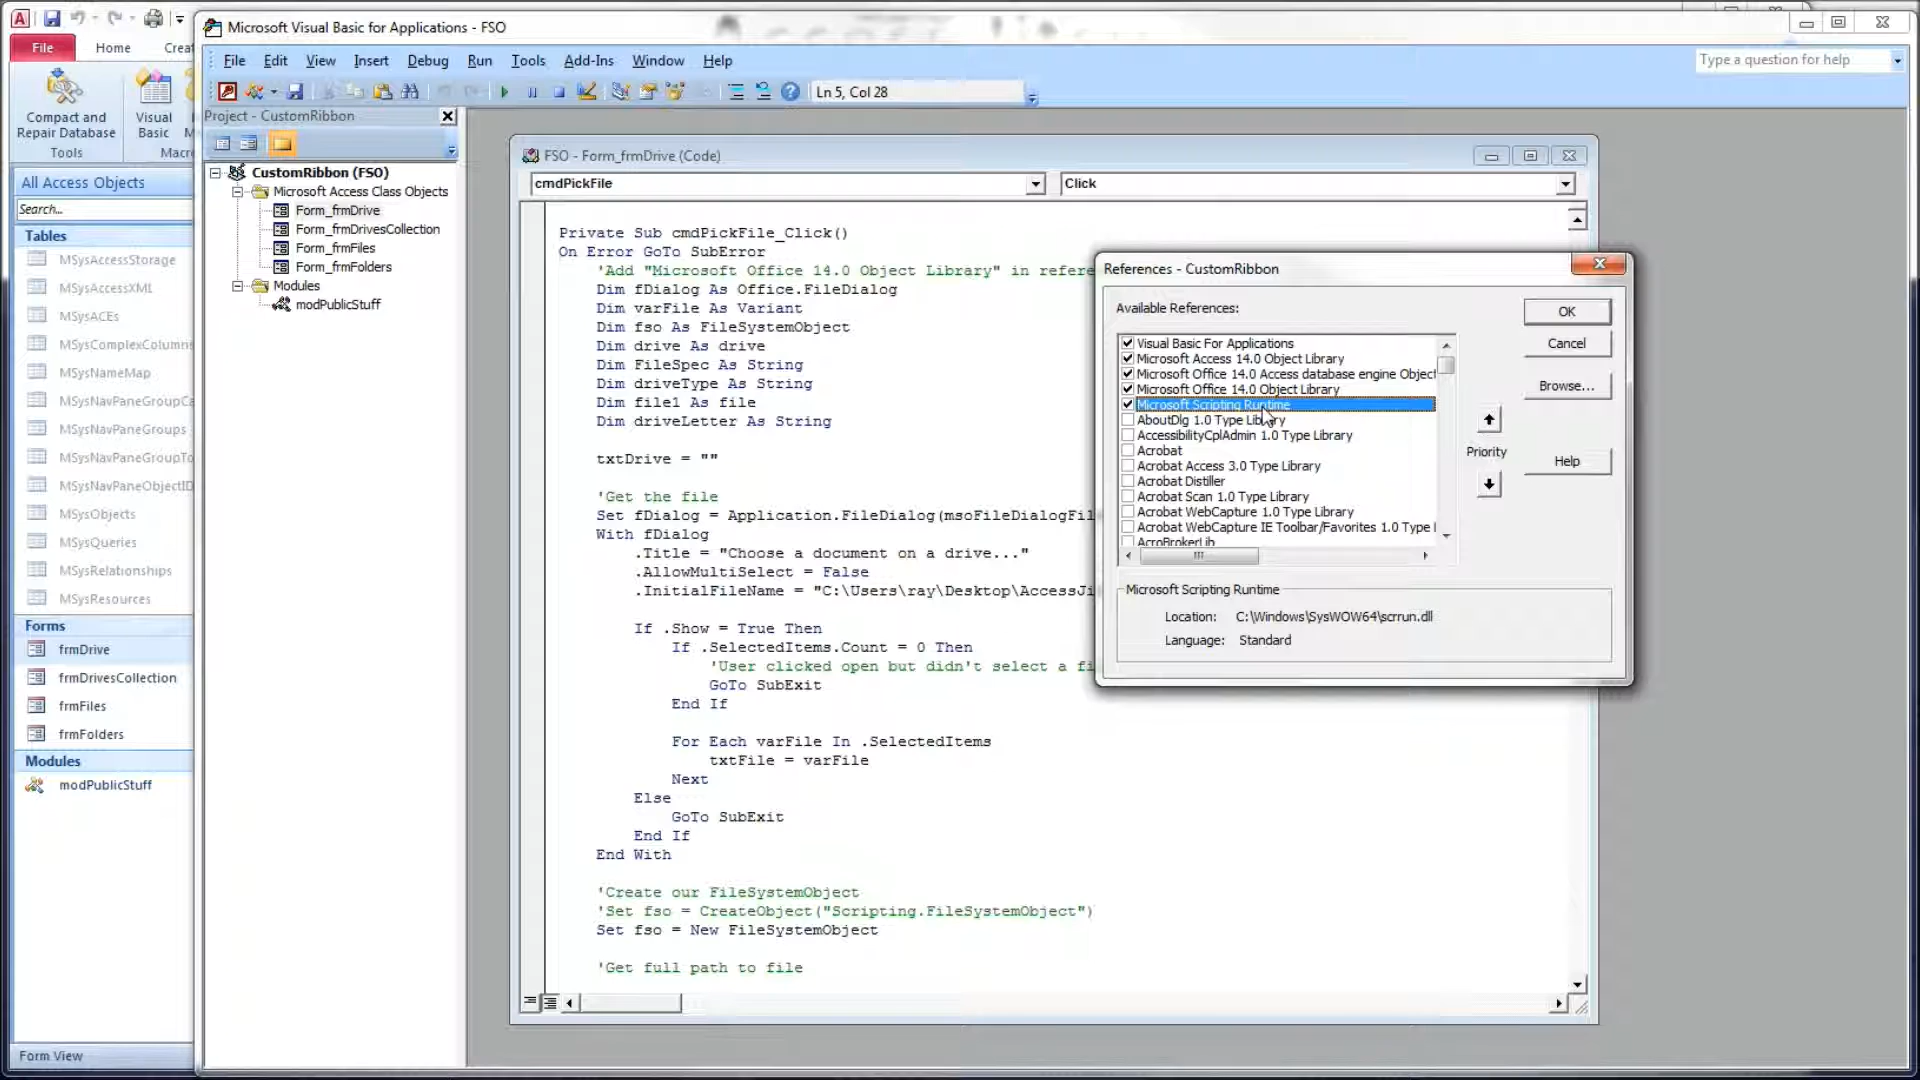 Microsoft Visual Basic for Applications - FSO
File
Home
File Edit View Insert Debug Run Tools Debug Add-Ins Window Help
Type a question for help
Ln 5, Col 28
Compact and
Repair Database
Visual
Basic
Tools
Project - CustomRibbon
CustomRibbon (FSO)
Microsoft Access Class Objects
Form_frmDrive
Form_frmDrivesCollection
Form_frmFiles
Form_frmFolders
Modules
modPublicStuff
All Access Objects
Search...
Tables
MSysAccessStorage
MSysAccessXML
MSysACEs
MSysComplexColumns
MSysNameMap
MSysNavPaneGroupCa
MSysNavPaneGroups
MSysNavPaneGroupTo
MSysNavPaneObjectID
MSysObjects
MSysQueries
MSysRelationships
MSysResources
Forms
frmDrive
frmDrivesCollection
frmFiles
frmFolders
Modules
modPublicStuff
Form View
FSO - Form_frmDrive (Code)
cmdPickFile
Click
Private Sub cmdPickFile_Click()
On Error GoTo SubError
'Add "Microsoft Office 14.0 Object Library" in refere
Dim fDialog As Office.FileDialog
Dim varFile As Variant
Dim fso As FileSystemObject
Dim drive As drive
Dim FileSpec As String
Dim driveType As String
Dim file1 As file
Dim driveLetter As String
txtDrive = ""
'Get the file
Set fDialog = Application.FileDialog(msoFileDialogFil
With fDialog
.Title = "Choose a document on a drive..."
.AllowMultiSelect = False
.InitialFileName = "C:\Users\ray\Desktop\AccessJi
If .Show = True Then
If .SelectedItems.Count = 0 Then
'User clicked open but didn't select a fi
GoTo SubExit
End If
For Each varFile In .SelectedItems
txtFile = varFile
Next
Else
GoTo SubExit
End If
End With
'Create our FileSystemObject
'Set fso = CreateObject("Scripting.FileSystemObject")
Set fso = New FileSystemObject
'Get full path to file
References - CustomRibbon
Available References:
Visual Basic For Applications
Microsoft Access 14.0 Object Library
Microsoft Office 14.0 Access database engine Object
Microsoft Office 14.0 Object Library
Microsoft Scripting Runtime
AboutDlg 1.0 Type Library
AccessibilityCplAdmin 1.0 Type Library
Acrobat
Acrobat Access 3.0 Type Library
Acrobat Distiller
Acrobat Scan 1.0 Type Library
Acrobat WebCapture 1.0 Type Library
Acrobat WebCapture IE Toolbar/Favorites 1.0 Type l
AcroBrokerLib
OK
Cancel
Browse...
Priority
Help
Microsoft Scripting Runtime
Location: C:\Windows\SysWOW64\scrrun.dll
Language: Standard